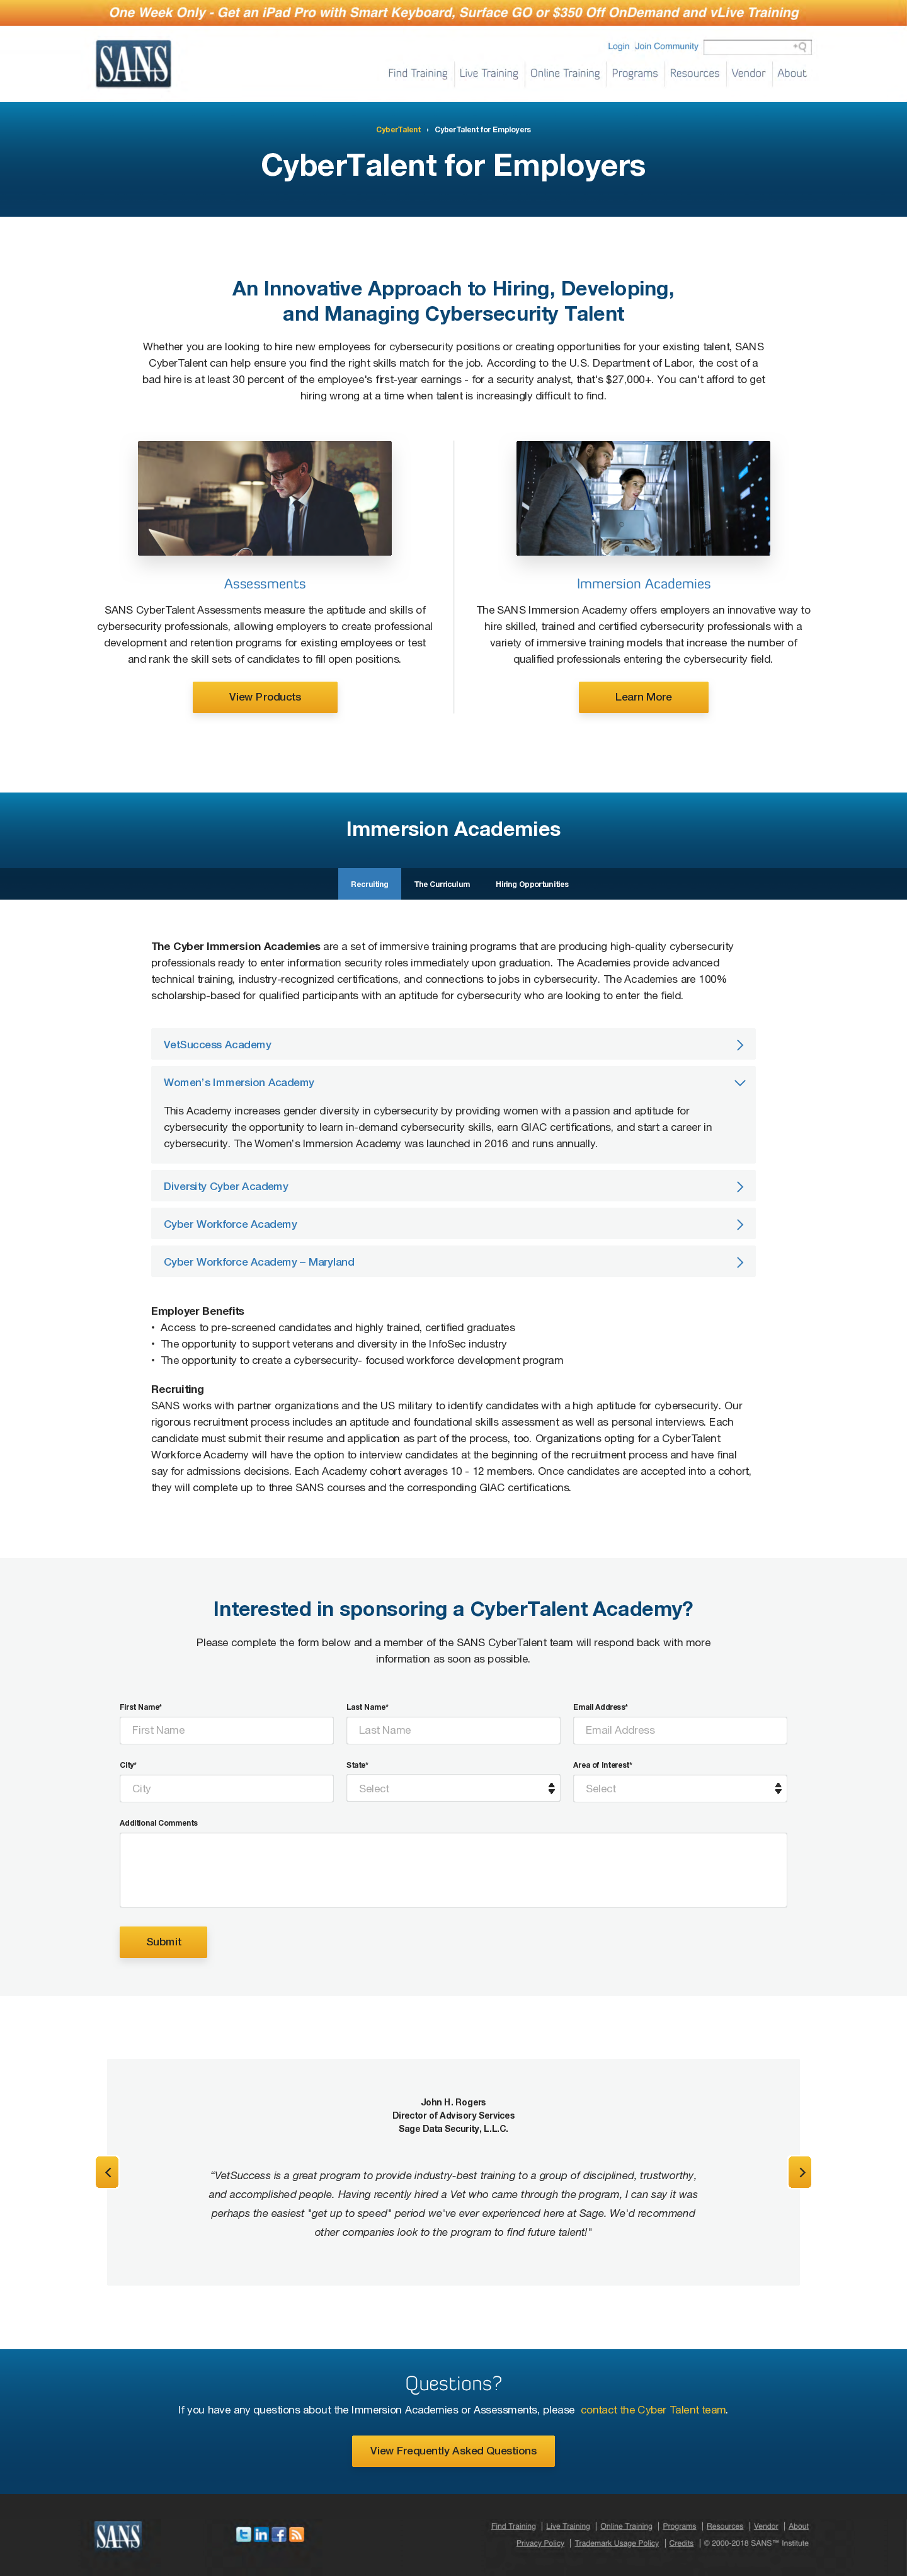 One Week Only - Get an iPad Pro with Smart Keyboard, Surface GO or $350 Off OnDemand and vLive Training
SANS
Login Join Community
Find Training Live Training Online Training Programs Resources Vendor About
CyberTalent › CyberTalent for Employers
CyberTalent for Employers
An Innovative Approach to Hiring, Developing,
and Managing Cybersecurity Talent
Whether you are looking to hire new employees for cybersecurity positions or creating opportunities for your existing talent, SANS
CyberTalent can help ensure you find the right skills match for the job. According to the U.S. Department of Labor, the cost of a
bad hire is at least 30 percent of the employee's first-year earnings - for a security analyst, that's $27,000+. You can't afford to get
hiring wrong at a time when talent is increasingly difficult to find.
Assessments
SANS CyberTalent Assessments measure the aptitude and skills of
cybersecurity professionals, allowing employers to create professional
development and retention programs for existing employees or test
and rank the skill sets of candidates to fill open positions.
View Products
Immersion Academies
The SANS Immersion Academy offers employers an innovative way to
hire skilled, trained and certified cybersecurity professionals with a
variety of immersive training models that increase the number of
qualified professionals entering the cybersecurity field.
Learn More
Immersion Academies
Recruiting The Curriculum Hiring Opportunities
The Cyber Immersion Academies are a set of immersive training programs that are producing high-quality cybersecurity
professionals ready to enter information security roles immediately upon graduation. The Academies provide advanced
technical training, industry-recognized certifications, and connections to jobs in cybersecurity. The Academies are 100%
scholarship-based for qualified participants with an aptitude for cybersecurity who are looking to enter the field.
VetSuccess Academy
Women's Immersion Academy
This Academy increases gender diversity in cybersecurity by providing women with a passion and aptitude for
cybersecurity the opportunity to learn in-demand cybersecurity skills, earn GIAC certifications, and start a career in
cybersecurity. The Women's Immersion Academy was launched in 2016 and runs annually.
Diversity Cyber Academy
Cyber Workforce Academy
Cyber Workforce Academy – Maryland
Employer Benefits
• Access to pre-screened candidates and highly trained, certified graduates
• The opportunity to support veterans and diversity in the InfoSec industry
• The opportunity to create a cybersecurity- focused workforce development program
Recruiting
SANS works with partner organizations and the US military to identify candidates with a high aptitude for cybersecurity. Our
rigorous recruitment process includes an aptitude and foundational skills assessment as well as personal interviews. Each
candidate must submit their resume and application as part of the process, too. Organizations opting for a CyberTalent
Workforce Academy will have the option to interview candidates at the beginning of the recruitment process and have final
say for admissions decisions. Each Academy cohort averages 10 - 12 members. Once candidates are accepted into a cohort,
they will complete up to three SANS courses and the corresponding GIAC certifications.
Interested in sponsoring a CyberTalent Academy?
Please complete the form below and a member of the SANS CyberTalent team will respond back with more
information as soon as possible.
First Name* Last Name* Email Address*
First Name Last Name Email Address
City* State* Area of Interest*
City Select Select
Additional Comments
Submit
John H. Rogers
Director of Advisory Services
Sage Data Security, L.L.C.
“VetSuccess is a great program to provide industry-best training to a group of disciplined, trustworthy,
and accomplished people. Having recently hired a Vet who came through the program, I can say it was
perhaps the easiest "get up to speed" period we've ever experienced here at Sage. We'd recommend
other companies look to the program to find future talent!"
Questions?
If you have any questions about the Immersion Academies or Assessments, please contact the Cyber Talent team.
View Frequently Asked Questions
SANS
Find Training | Live Training | Online Training | Programs | Resources | Vendor | About
Privacy Policy | Trademark Usage Policy | Credits | © 2000-2018 SANS™ Institute